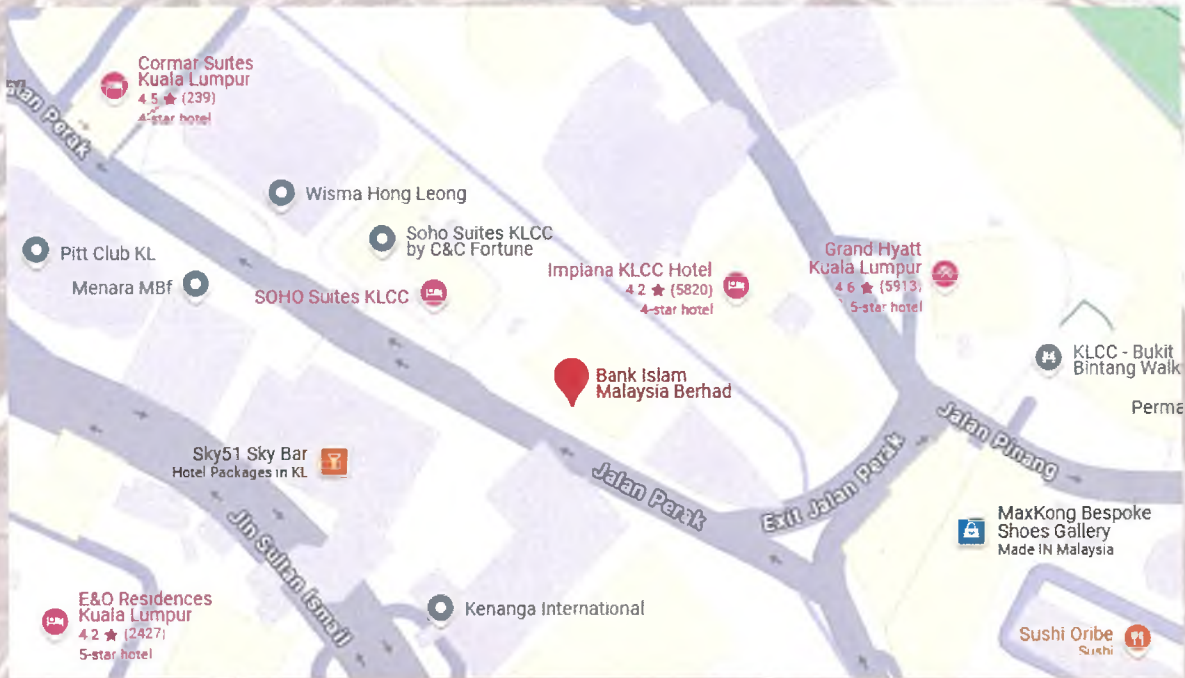 Cormar Suites
Kuala Lumpur
4.5 ★ (239)
4-star hotel
Jalan Perak
Wisma Hong Leong
Soho Suites KLCC
by C&C Fortune
Pitt Club KL
Menara MBf
SOHO Suites KLCC
Impiana KLCC Hotel
4.2 ★ (5820)
4-star hotel
Grand Hyatt
Kuala Lumpur
4.6 ★ (5913)
5-star hotel
KLCC - Bukit
Bintang Walk
Bank Islam
Malaysia Berhad
Perma
Jalan Pinang
Sky51 Sky Bar
Hotel Packages in KL
Jalan Perak
Exit Jalan Perak
MaxKong Bespoke
Shoes Gallery
Made IN Malaysia
Jln Sultan Ismail
E&O Residences
Kuala Lumpur
4.2 ★ (2427)
5-star hotel
Kenanga International
Sushi Oribe
Sushi